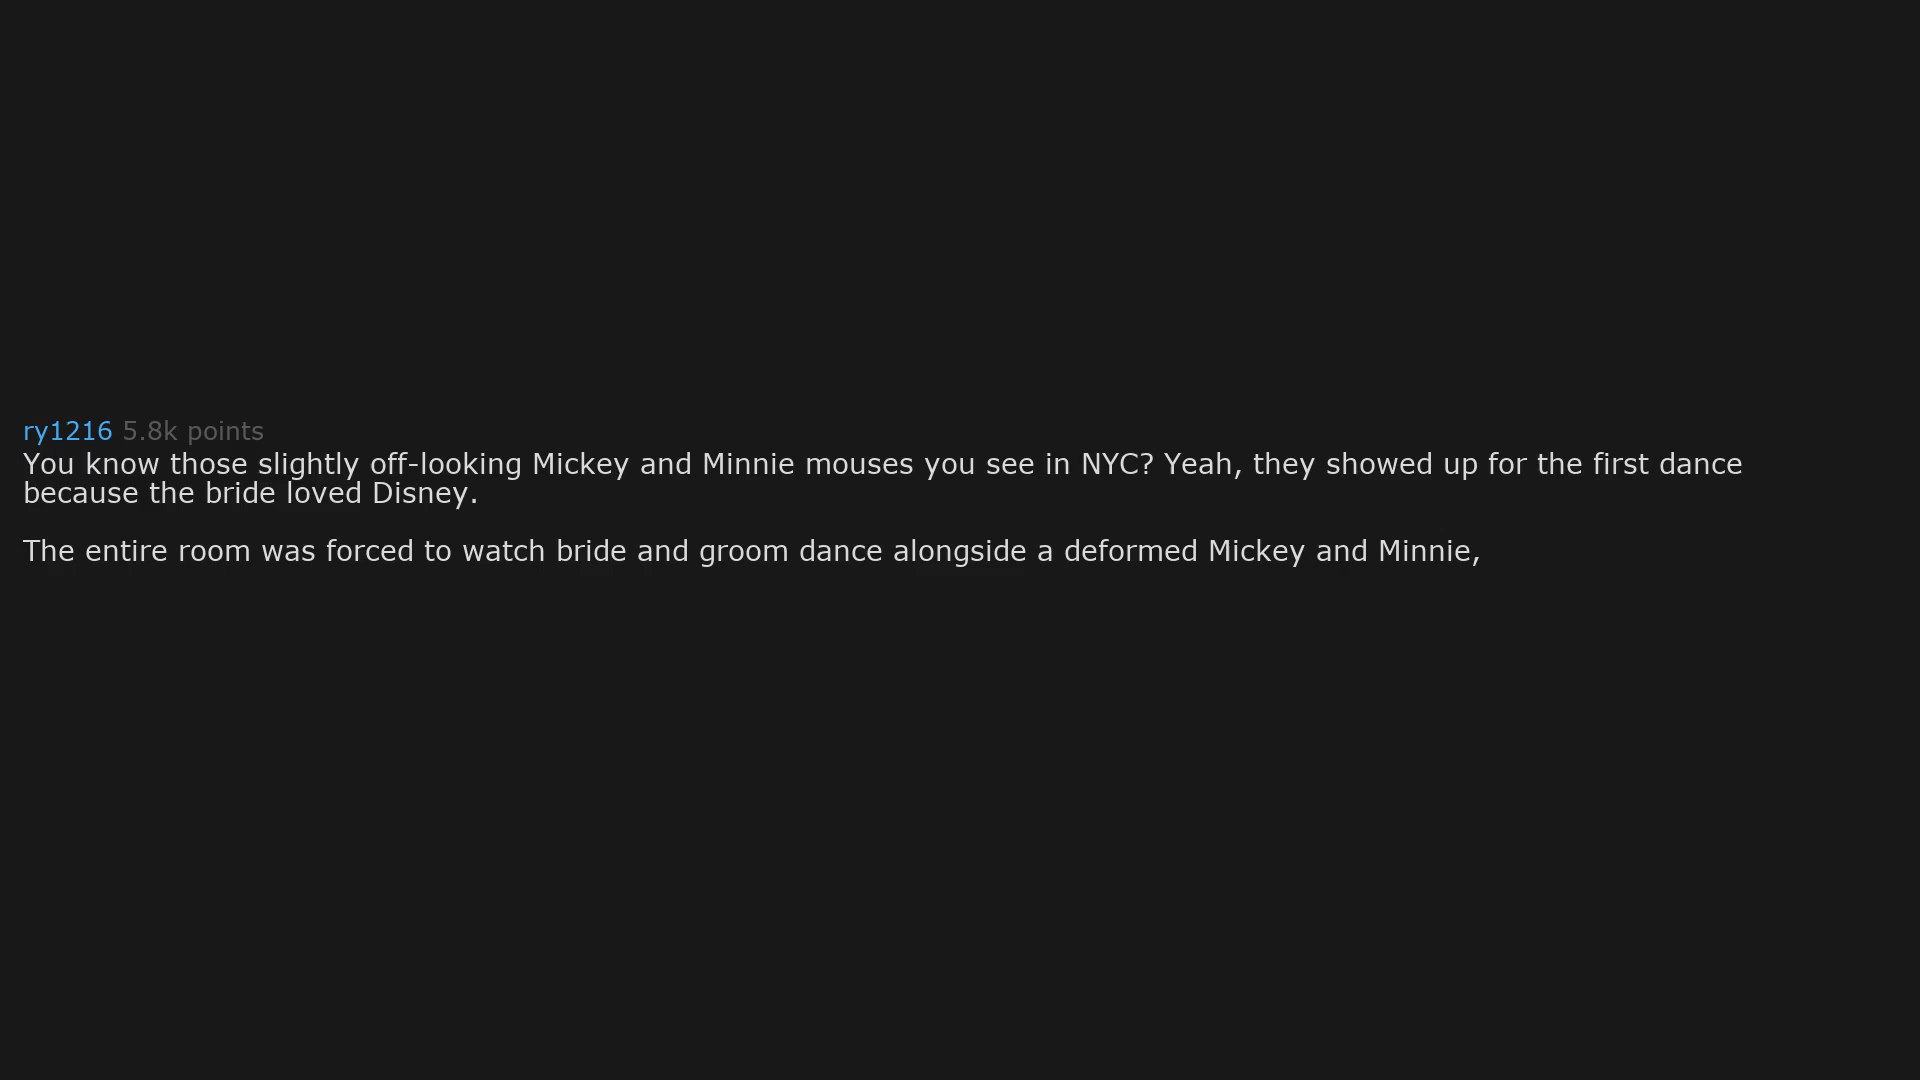 ry1216 5.8k points
You know those slightly off-looking Mickey and Minnie mouses you see in NYC? Yeah, they showed up for the first dance
because the bride loved Disney.
The entire room was forced to watch bride and groom dance alongside a deformed Mickey and Minnie,